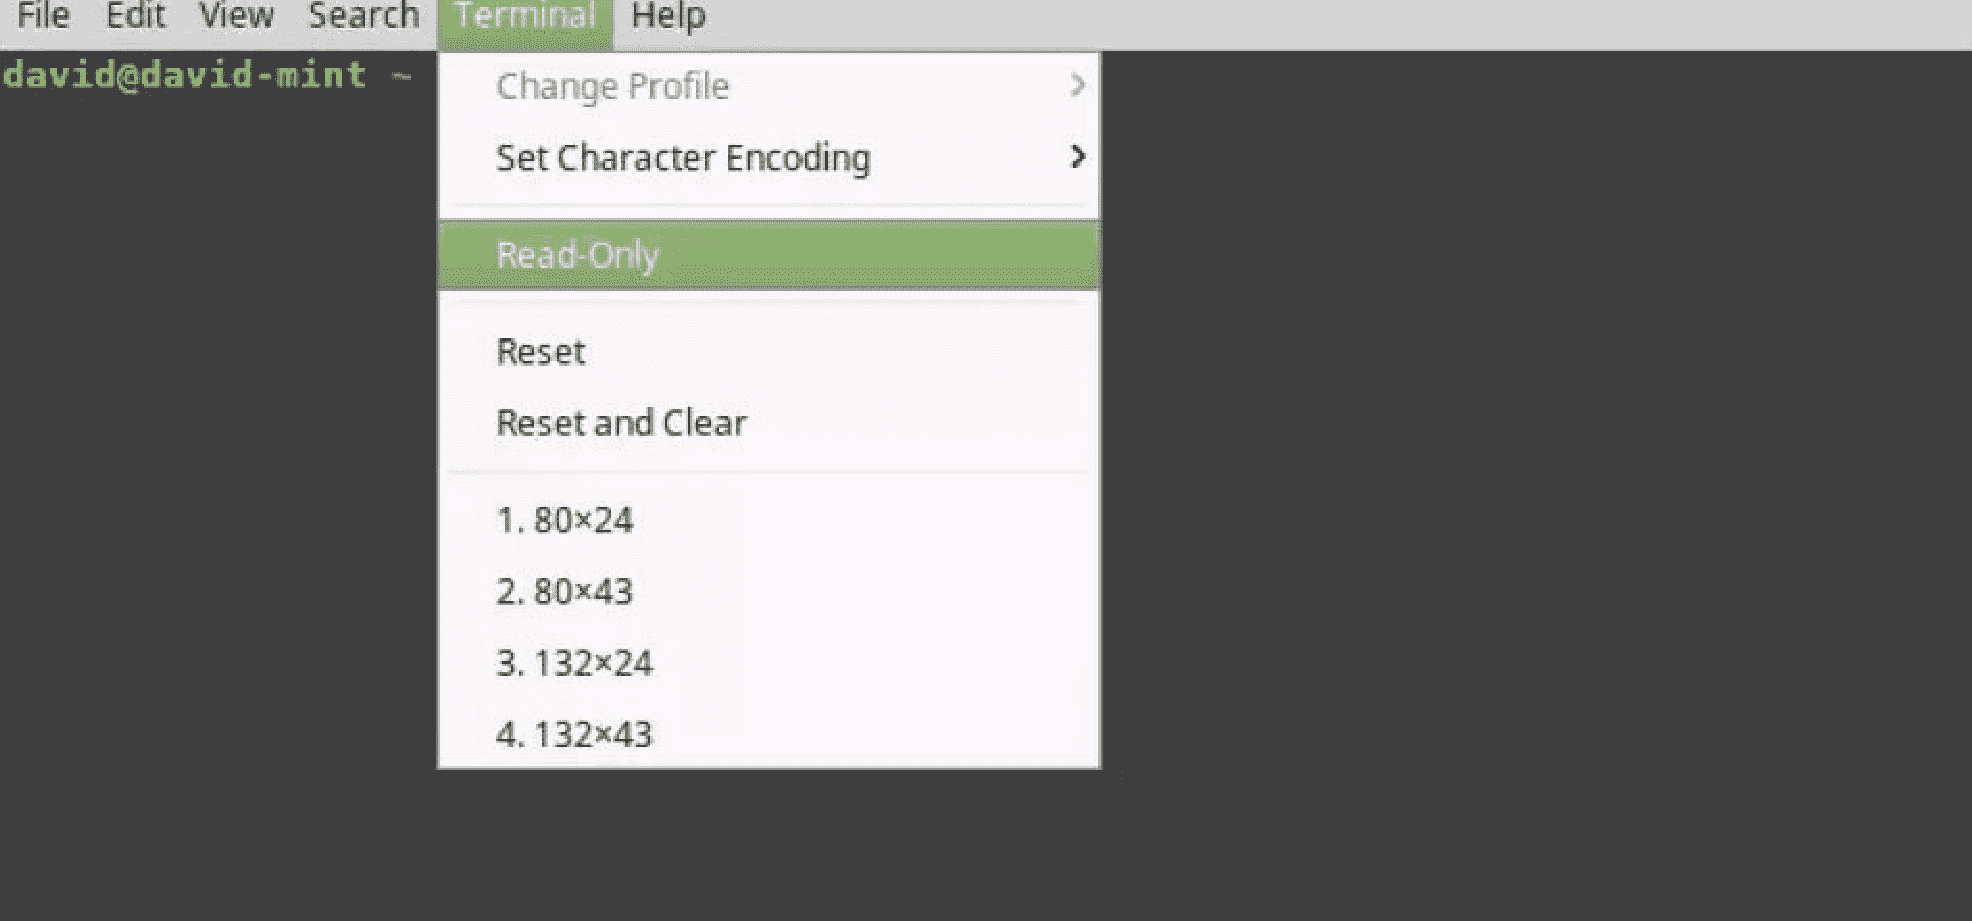 File Edit View Search Terminal Help
david@david-mint ~
Change Profile
Set Character Encoding
Read-Only
Reset
Reset and Clear
1. 80×24
2. 80×43
3. 132×24
4. 132×43